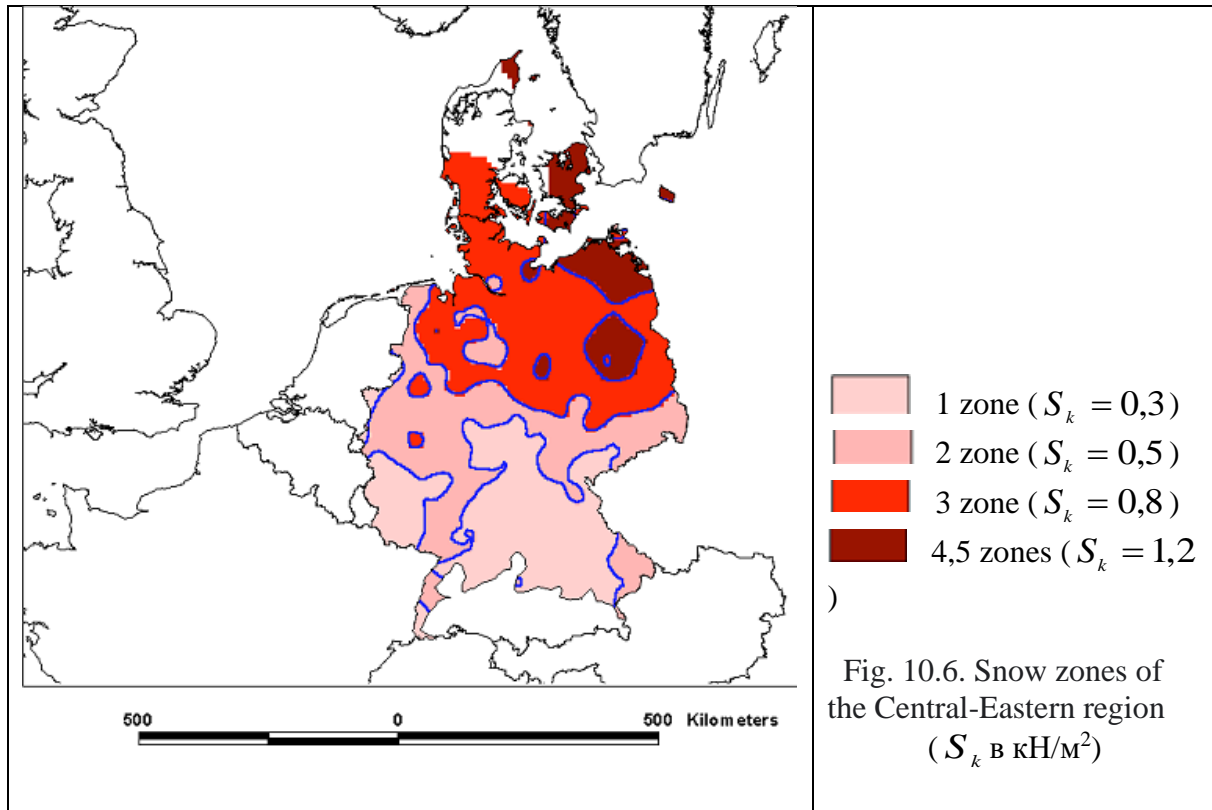 500 0 500 Kilometers
1 zone ( S_k = 0,3)
2 zone ( S_k = 0,5)
3 zone ( S_k = 0,8)
4,5 zones ( S_k = 1,2
)
Fig. 10.6. Snow zones of
the Central-Eastern region
( S_k в кН/м²)